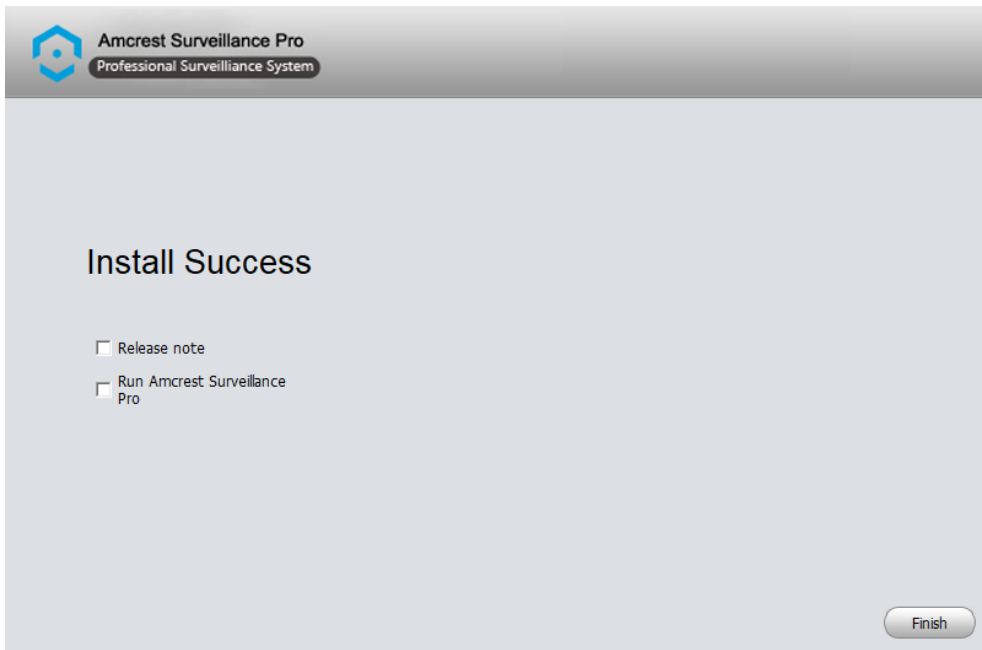 Amcrest Surveillance Pro
Professional Surveilliance System
Install Success
Release note
Run Amcrest Surveillance
Pro
Finish